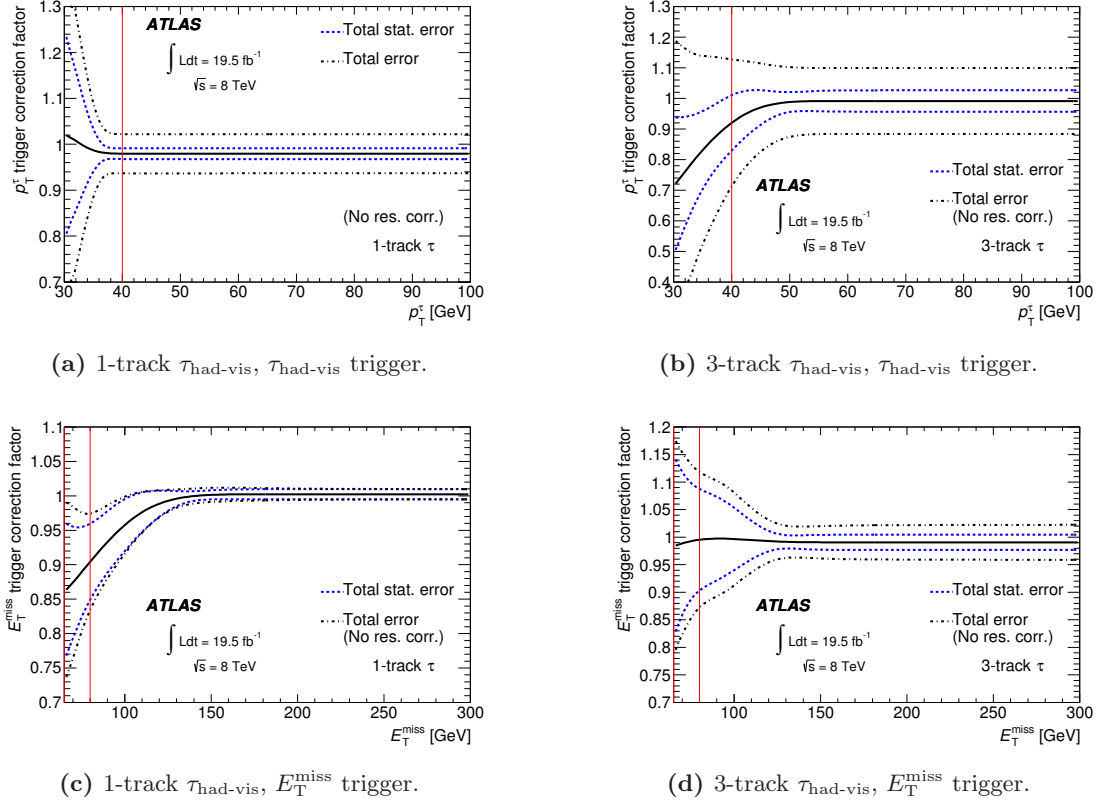 1.3
1.2
1.1
1
0.9
0.8
0.7
p_T^τ trigger correction factor
ATLAS
∫ Ldt = 19.5 fb⁻¹
√s = 8 TeV
Total stat. error
Total error
(No res. corr.)
1-track τ
30 40 50 60 70 80 90 100
p_T^τ [GeV]
(a) 1-track τ_had-vis, τ_had-vis trigger.
1.3
1.2
1.1
1
0.9
0.8
0.7
0.6
0.5
0.4
p_T^τ trigger correction factor
Total stat. error
ATLAS
Total error
(No res. corr.)
∫ Ldt = 19.5 fb⁻¹
√s = 8 TeV
3-track τ
30 40 50 60 70 80 90 100
p_T^τ [GeV]
(b) 3-track τ_had-vis, τ_had-vis trigger.
1.1
1.05
1
0.95
0.9
0.85
0.8
0.75
0.7
E_T^miss trigger correction factor
Total stat. error
ATLAS
Total error
(No res. corr.)
∫ Ldt = 19.5 fb⁻¹
√s = 8 TeV
1-track τ
100 150 200 250 300
E_T^miss [GeV]
(c) 1-track τ_had-vis, E_T^miss trigger.
1.2
1.15
1.1
1.05
1
0.95
0.9
0.85
0.8
0.75
0.7
E_T^miss trigger correction factor
Total stat. error
ATLAS
Total error
(No res. corr.)
∫ Ldt = 19.5 fb⁻¹
√s = 8 TeV
3-track τ
100 150 200 250 300
E_T^miss [GeV]
(d) 3-track τ_had-vis, E_T^miss trigger.